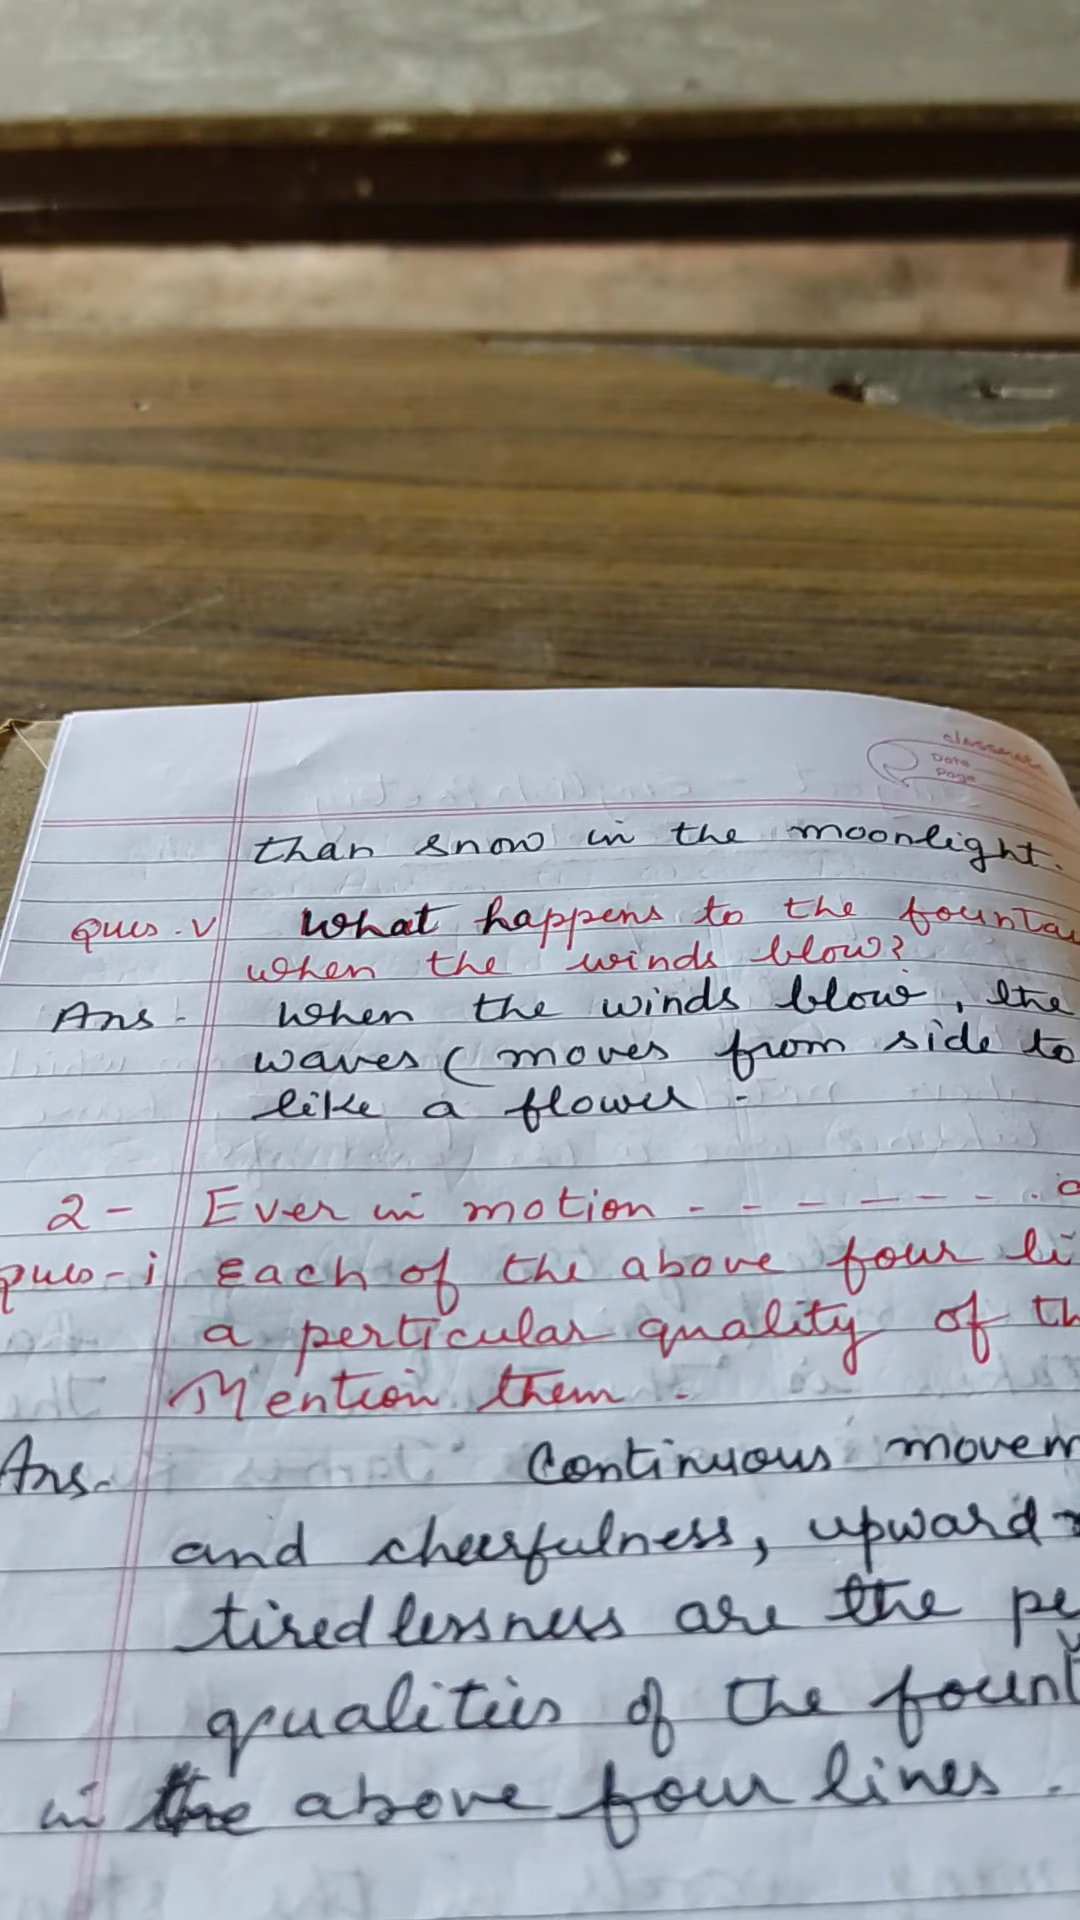 classmate
Date
Page
than snow in the moonlight.
Ques. v What happens to the founta
when the winds blow?
Ans - When the winds blow, the
waves ( moves from side to
like a flower -
2 - Ever in motion - - - - - - - .
Ques - i Each of the above four li
a perticular quality of th
Mention them .
Ans. Continuous movem
and cheerfulness, upward
tiredlessness are the pe
qualities of the fount
in the above four lines .